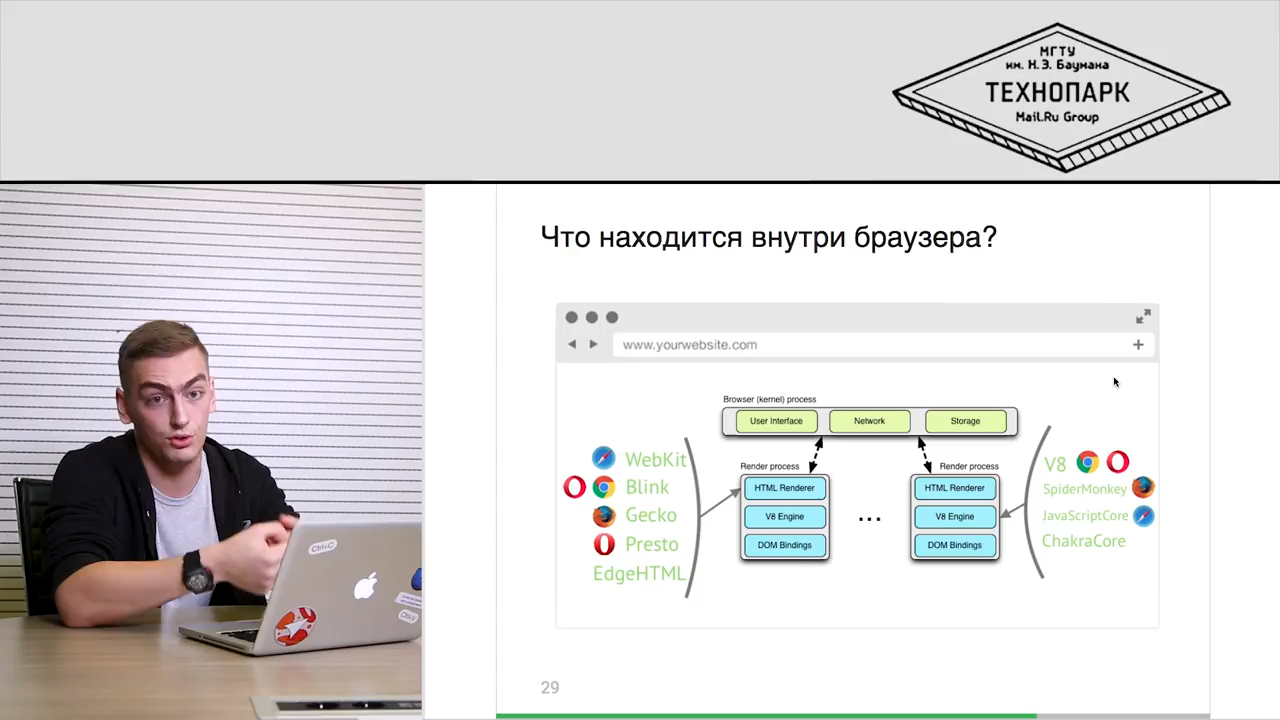 МГТУ
им. Н.Э. Баумана
ТЕХНОПАРК
Mail.Ru Group
Что находится внутри браузера?
www.yourwebsite.com
Browser (kernel) process
User Interface
Network
Storage
WebKit
Blink
Gecko
Presto
EdgeHTML
Render process
HTML Renderer
V8 Engine
DOM Bindings
...
Render process
HTML Renderer
V8 Engine
DOM Bindings
V8
SpiderMonkey
JavaScriptCore
ChakraCore
Ctrl+C
Ctrl+V
29